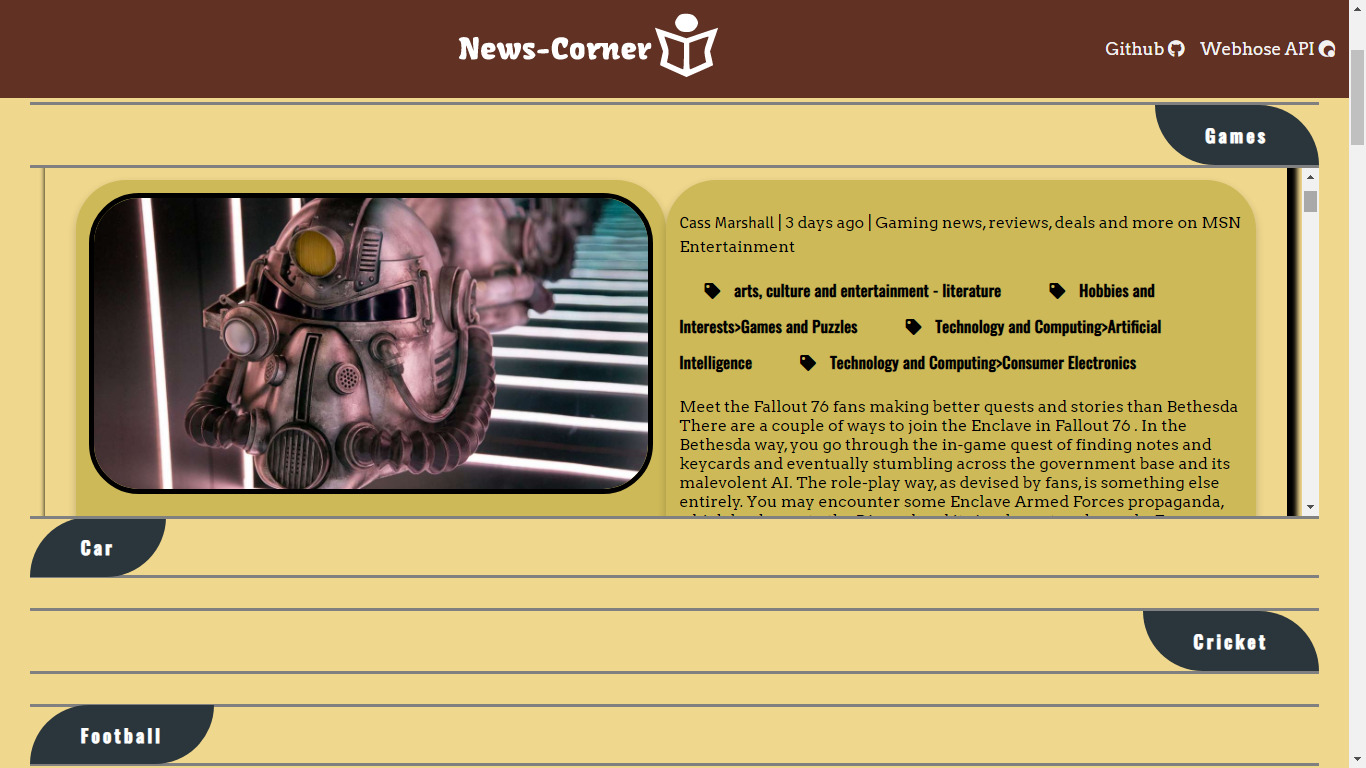 News-Corner
Github
Webhose API
Games
Cass Marshall | 3 days ago | Gaming news, reviews, deals and more on MSN
Entertainment
arts, culture and entertainment - literature Hobbies and
Interests>Games and Puzzles Technology and Computing>Artificial
Intelligence Technology and Computing>Consumer Electronics
Meet the Fallout 76 fans making better quests and stories than Bethesda
There are a couple of ways to join the Enclave in Fallout 76 . In the
Bethesda way, you go through the in-game quest of finding notes and
keycards and eventually stumbling across the government base and its
malevolent AI. The role-play way, as devised by fans, is something else
entirely. You may encounter some Enclave Armed Forces propaganda,
Car
Cricket
Football